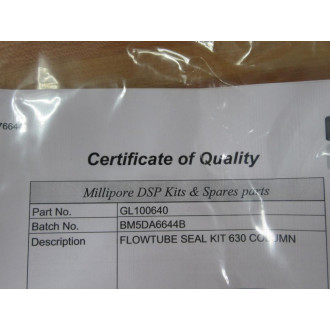 Certificate of Quality
Millipore DSP Kits & Spares parts
Part No. GL100640
Batch No. BM5DA6644B
Description FLOWTUBE SEAL KIT 630 COLUMN